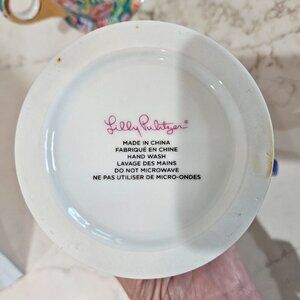 Lilly Pulitzer®
MADE IN CHINA
FABRIQUÉ EN CHINE
HAND WASH
LAVAGE DES MAINS
DO NOT MICROWAVE
NE PAS UTILISER DE MICRO-ONDES